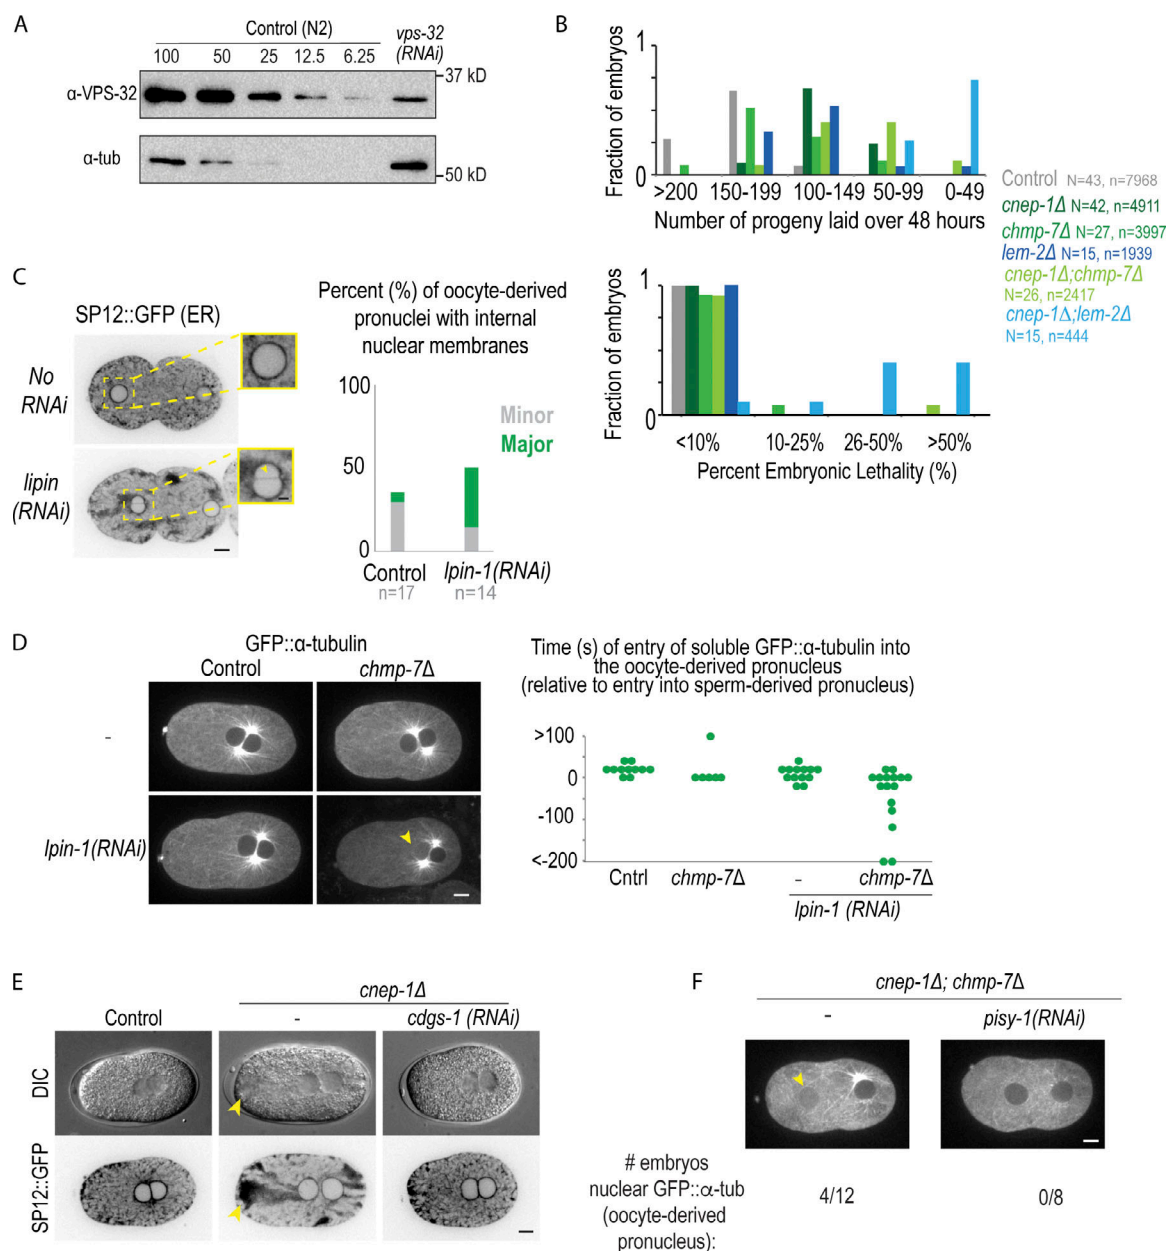 A
Control (N2)
vps-32
(RNAi)
100 50 25 12.5 6.25
37 kD
α-VPS-32
α-tub
50 kD
B
Fraction of embryos
1
0
>200 150-199 100-149 50-99 0-49
Number of progeny laid over 48 hours
Control N=43, n=7968
cnep-1Δ N=42, n=4911
chmp-7Δ N=27, n=3997
lem-2Δ N=15, n=1939
cnep-1Δ;chmp-7Δ
N=26, n=2417
cnep-1Δ;lem-2Δ
N=15, n=444
Fraction of embryos
1
0
<10% 10-25% 26-50% >50%
Percent Embryonic Lethality (%)
C
SP12::GFP (ER)
No
RNAi
lipin
(RNAi)
Percent (%) of oocyte-derived
pronuclei with internal
nuclear membranes
100
50
0
Minor
Major
Control lpin-1(RNAi)
n=17 n=14
D
GFP::α-tubulin
Control chmp-7Δ
-
lpin-1(RNAi)
Time (s) of entry of soluble GFP::α-tubulin into
the oocyte-derived pronucleus
(relative to entry into sperm-derived pronucleus)
>100
0
-100
<-200
Cntrl chmp-7Δ - chmp-7Δ
lpin-1 (RNAi)
E
cnep-1Δ
Control - cdgs-1 (RNAi)
DIC
SP12::GFP
F
cnep-1Δ; chmp-7Δ
- pisy-1(RNAi)
# embryos
nuclear GFP::α-tub
(oocyte-derived
pronucleus):
4/12 0/8